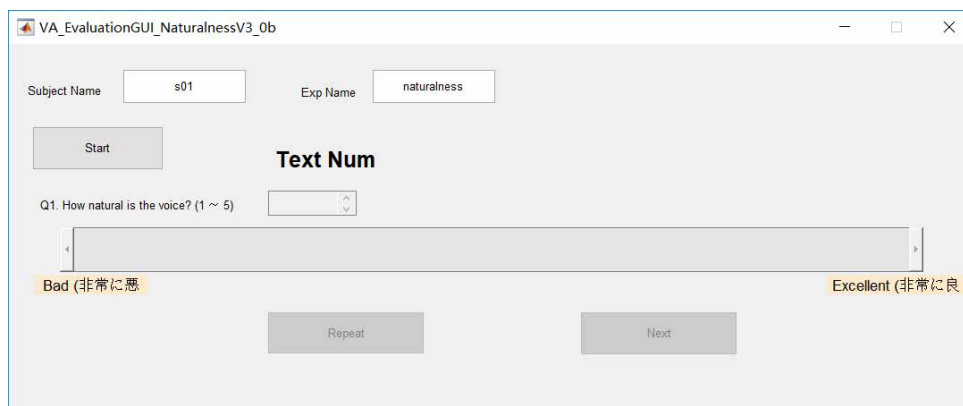 VA_EvaluationGUI_NaturalnessV3_0b
Subject Name s01 Exp Name naturalness
Start
Text Num
Q1. How natural is the voice? (1 ~ 5)
Bad (非常に悪 Excellent (非常に良
Repeat Next